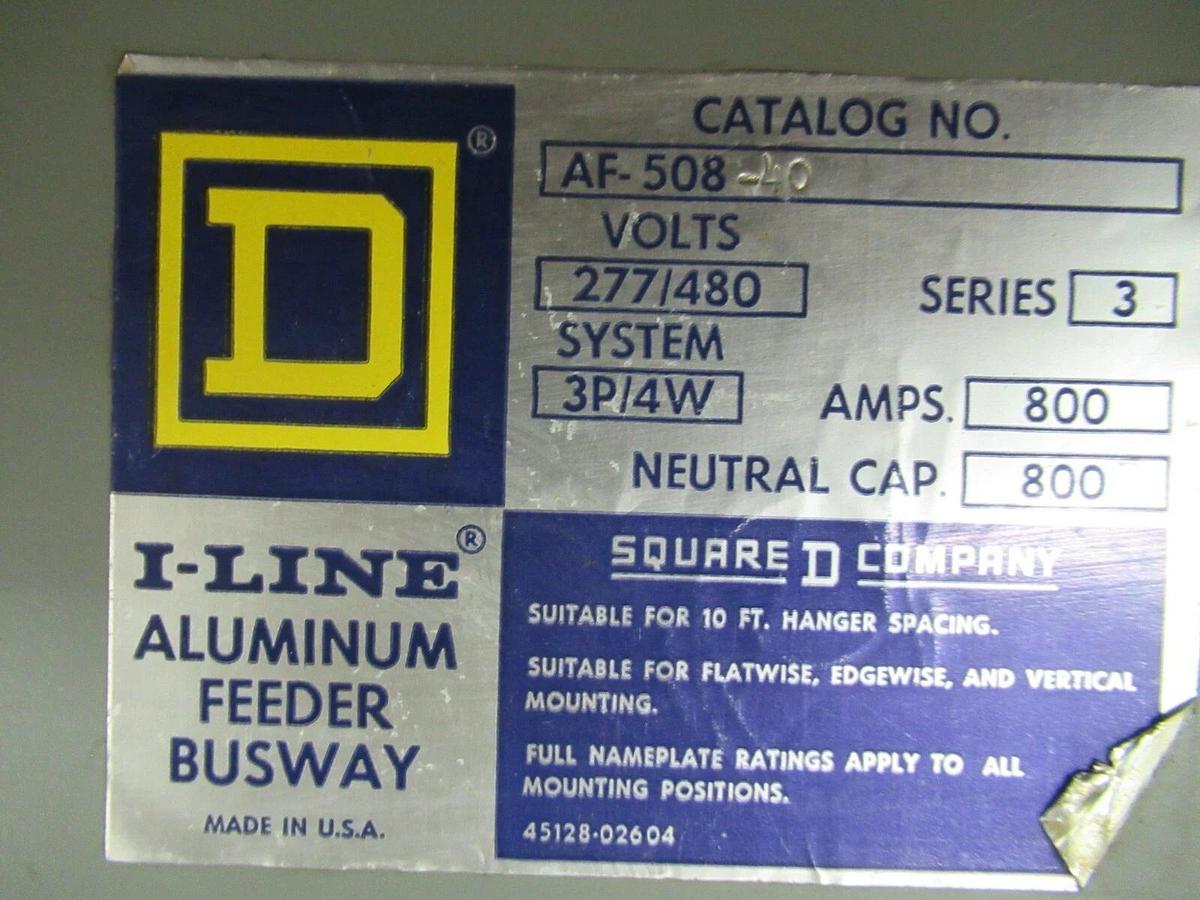 D ®
CATALOG NO.
AF-508-40
VOLTS
277/480
SERIES 3
SYSTEM
3P/4W
AMPS. 800
NEUTRAL CAP. 800
I-LINE®
ALUMINUM
FEEDER
BUSWAY
MADE IN U.S.A.
SQUARE D COMPANY
SUITABLE FOR 10 FT. HANGER SPACING.
SUITABLE FOR FLATWISE, EDGEWISE, AND VERTICAL
MOUNTING.
FULL NAMEPLATE RATINGS APPLY TO ALL
MOUNTING POSITIONS.
45128-02604